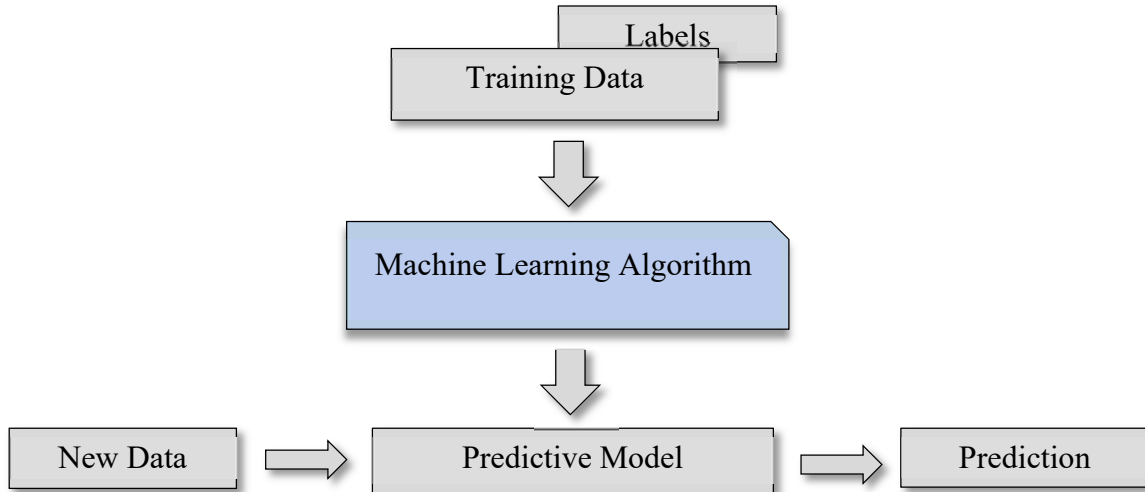 Labels
Training Data
Machine Learning Algorithm
New Data
Predictive Model
Prediction